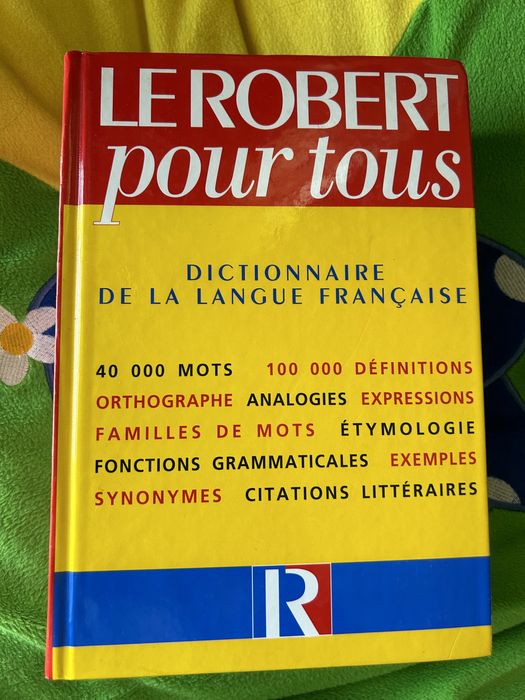 LE ROBERT
pour tous
DICTIONNAIRE
DE LA LANGUE FRANÇAISE
40 000 MOTS 100 000 DÉFINITIONS
ORTHOGRAPHE ANALOGIES EXPRESSIONS
FAMILLES DE MOTS ÉTYMOLOGIE
FONCTIONS GRAMMATICALES EXEMPLES
SYNONYMES CITATIONS LITTÉRAIRES
R